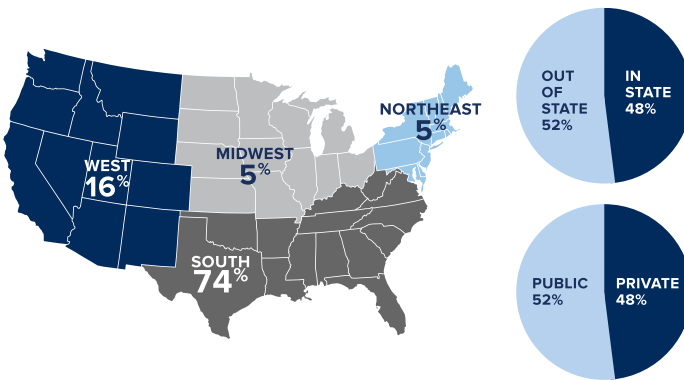 NORTHEAST
5%
MIDWEST
5%
WEST
16%
SOUTH
74%
OUT
OF
STATE
52%
IN
STATE
48%
PUBLIC
52%
PRIVATE
48%